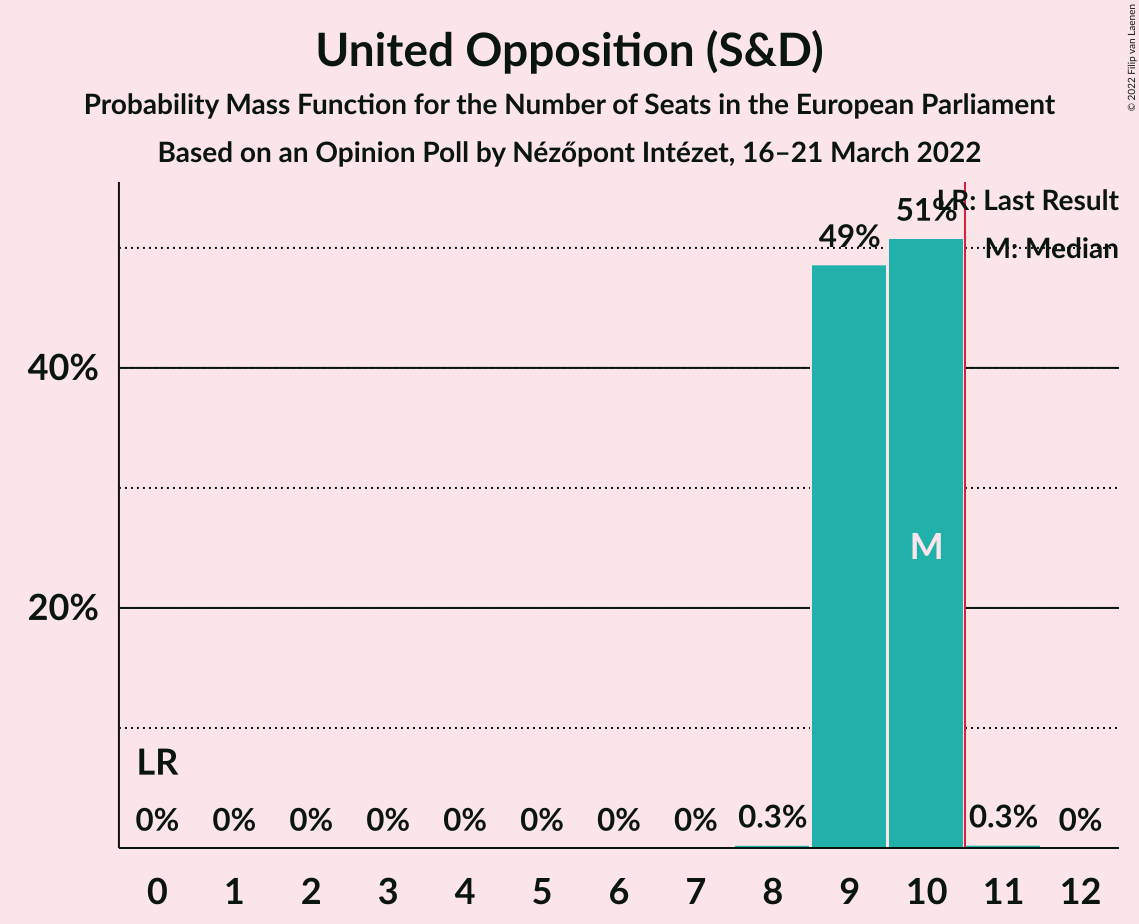 United Opposition (S&D)
Probability Mass Function for the Number of Seats in the European Parliament
Based on an Opinion Poll by Nézőpont Intézet, 16–21 March 2022
© 2022 Filip van Laenen
LR: Last Result
M: Median
51%
49%
40%
20%
M
LR
0% 0% 0% 0% 0% 0% 0% 0% 0.3% 0.3% 0%
0 1 2 3 4 5 6 7 8 9 10 11 12